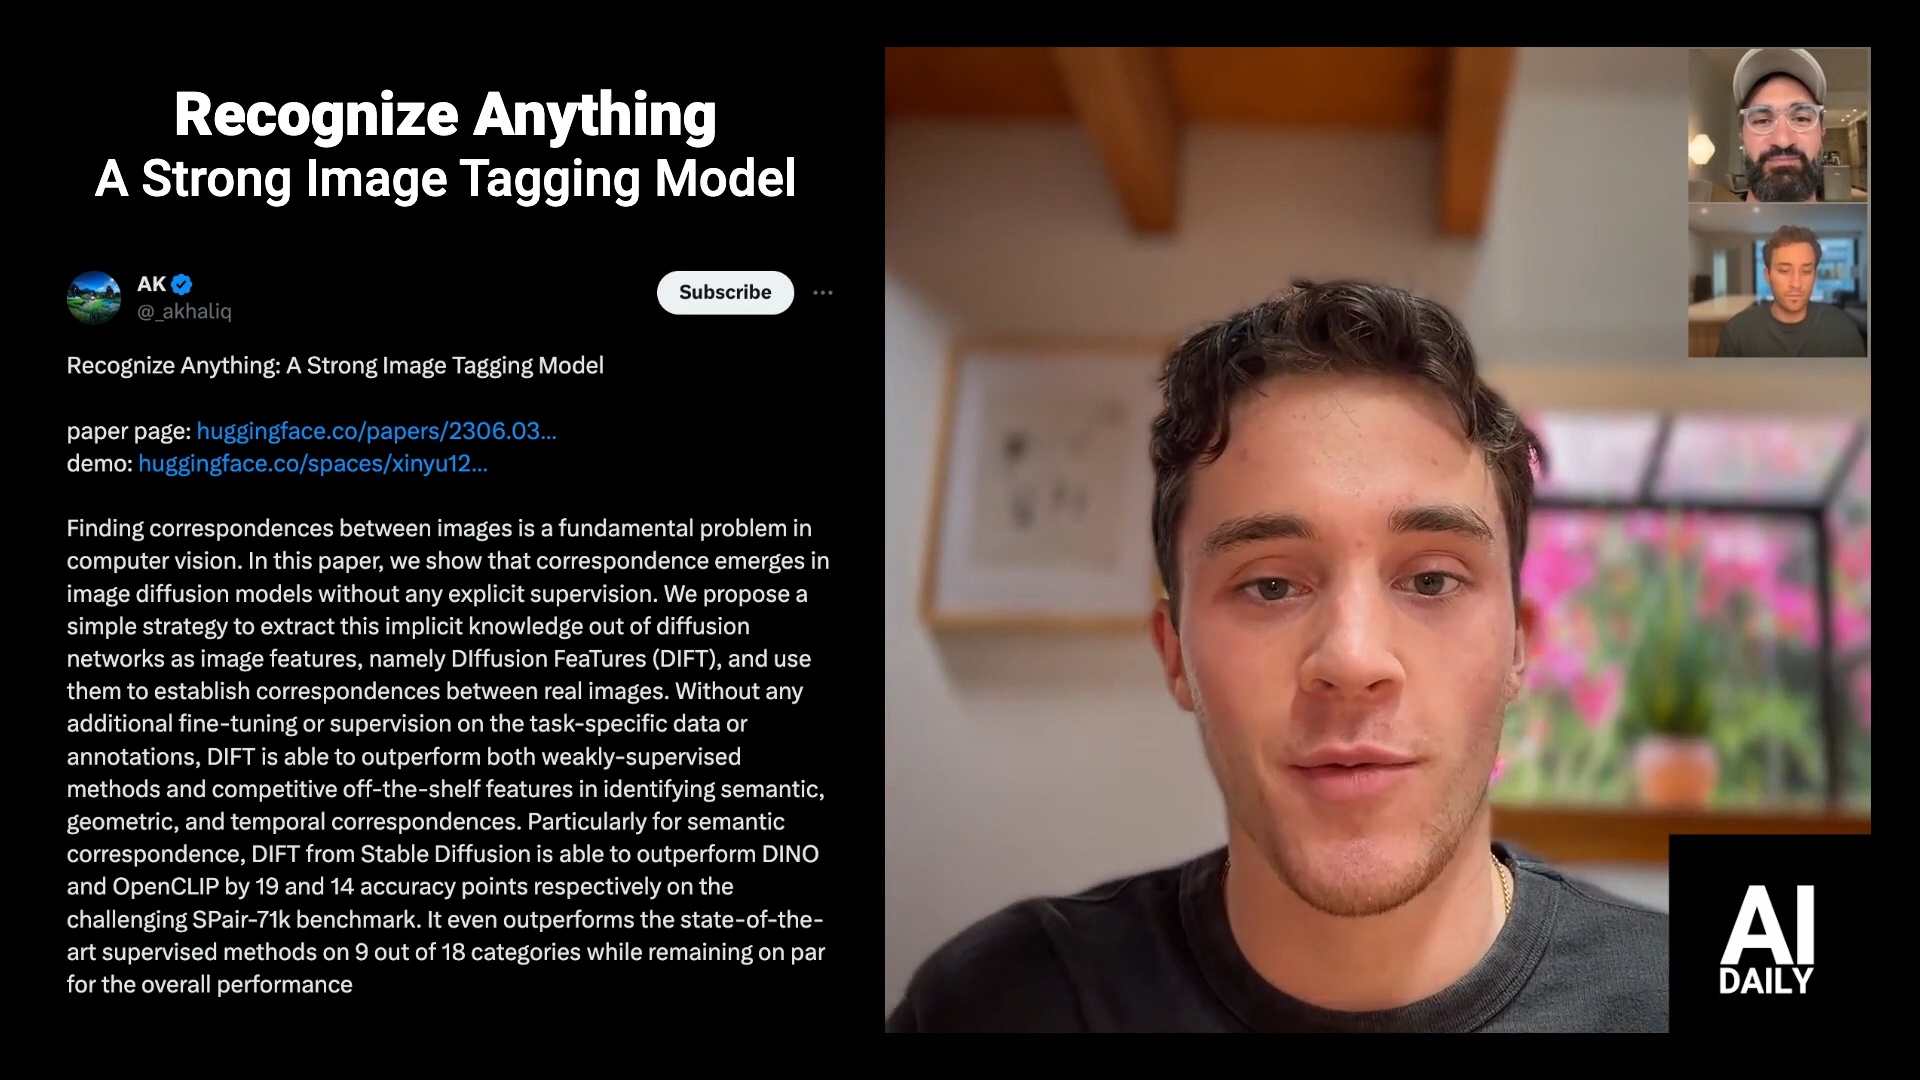 Recognize Anything
A Strong Image Tagging Model
AK
@_akhaliq
Subscribe
Recognize Anything: A Strong Image Tagging Model
paper page: huggingface.co/papers/2306.03...
demo: huggingface.co/spaces/xinyu12...
Finding correspondences between images is a fundamental problem in
computer vision. In this paper, we show that correspondence emerges in
image diffusion models without any explicit supervision. We propose a
simple strategy to extract this implicit knowledge out of diffusion
networks as image features, namely DIffusion FeaTures (DIFT), and use
them to establish correspondences between real images. Without any
additional fine-tuning or supervision on the task-specific data or
annotations, DIFT is able to outperform both weakly-supervised
methods and competitive off-the-shelf features in identifying semantic,
geometric, and temporal correspondences. Particularly for semantic
correspondence, DIFT from Stable Diffusion is able to outperform DINO
and OpenCLIP by 19 and 14 accuracy points respectively on the
challenging SPair-71k benchmark. It even outperforms the state-of-the-
art supervised methods on 9 out of 18 categories while remaining on par
for the overall performance
AI
DAILY